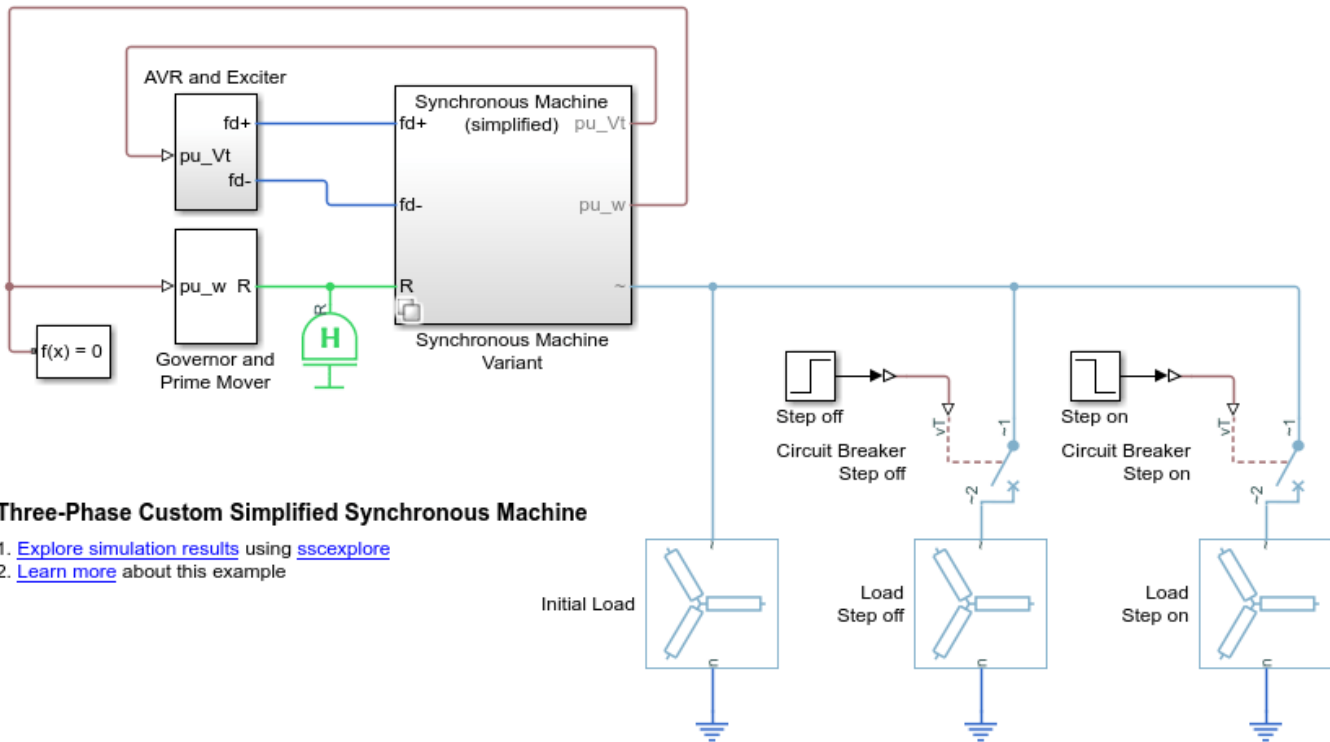 AVR and Exciter
fd+
pu_Vt
fd-
Synchronous Machine
(simplified)
fd+
pu_Vt
fd-
pu_w
R
~
Synchronous Machine
Variant
pu_w R
Governor and
Prime Mover
R
H
f(x) = 0
Step off
vT
~1
Circuit Breaker
Step off
~2
Step on
vT
~1
Circuit Breaker
Step on
~2
Three-Phase Custom Simplified Synchronous Machine
1. Explore simulation results using sscexplore
2. Learn more about this example
Initial Load
~
n
Load
Step off
~
n
Load
Step on
~
n